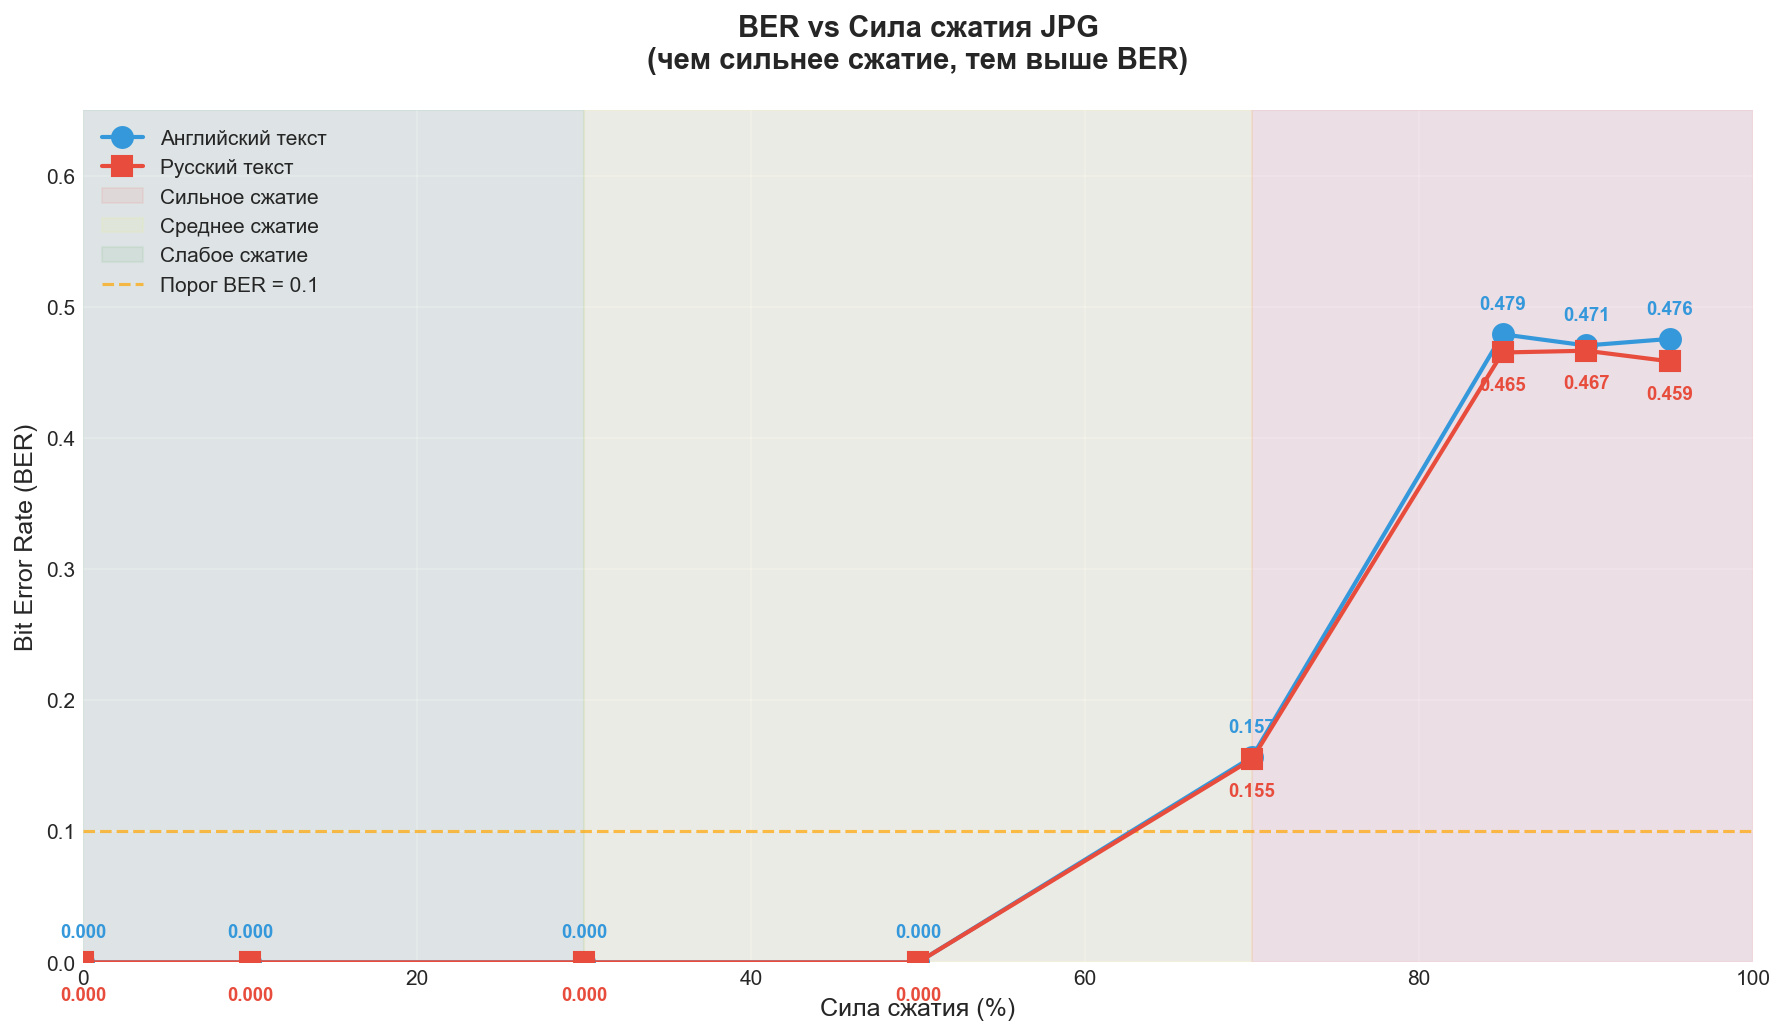 BER vs Сила сжатия JPG
(чем сильнее сжатие, тем выше BER)
Английский текст
Русский текст
Сильное сжатие
Среднее сжатие
Слабое сжатие
Порог BER = 0.1
Bit Error Rate (BER)
0.6
0.5
0.4
0.3
0.2
0.1
0.0
0.479
0.471
0.476
0.465
0.467
0.459
0.157
0.155
0.000
0.000
0.000
0.000
0
20
40
60
80
100
0.000
0.000
0.000
0.000
Сила сжатия (%)